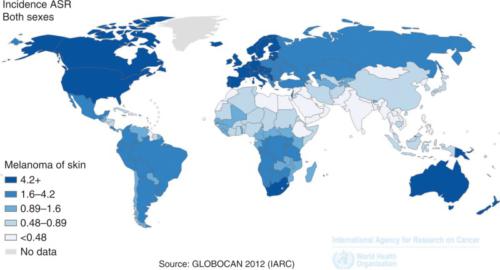 Incidence ASR
Both sexes
Melanoma of skin
4.2+
1.6–4.2
0.89–1.6
0.48–0.89
<0.48
No data
Source: GLOBOCAN 2012 (IARC)
International Agency for Research on Cancer
World Health
Organization